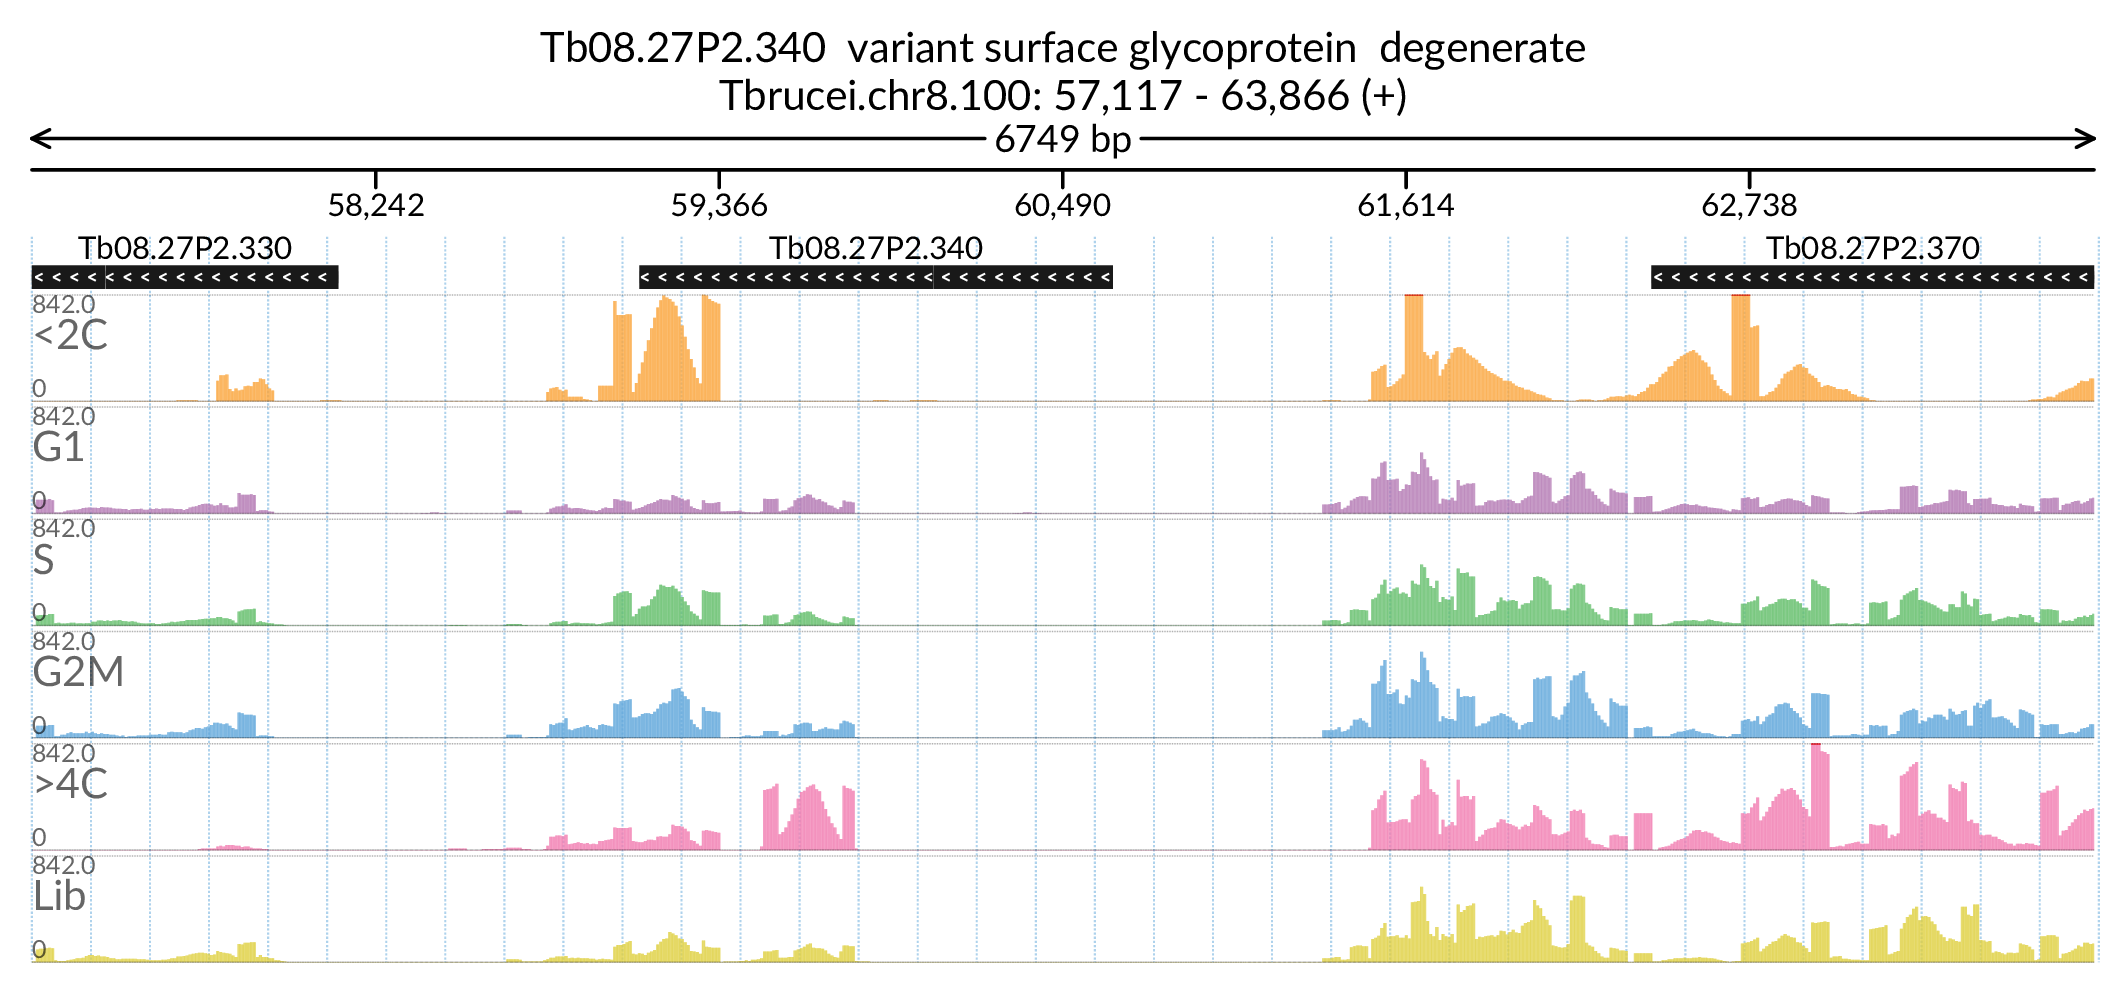 Tb08.27P2.340 variant surface glycoprotein degenerate
Tbrucei.chr8.100: 57,117 - 63,866 (+)
6749 bp
58,242 59,366 60,490 61,614 62,738
Tb08.27P2.330 Tb08.27P2.340 Tb08.27P2.370
842.0
<2C
0
842.0
G1
0
842.0
S
0
842.0
G2M
0
842.0
>4C
0
842.0
Lib
0